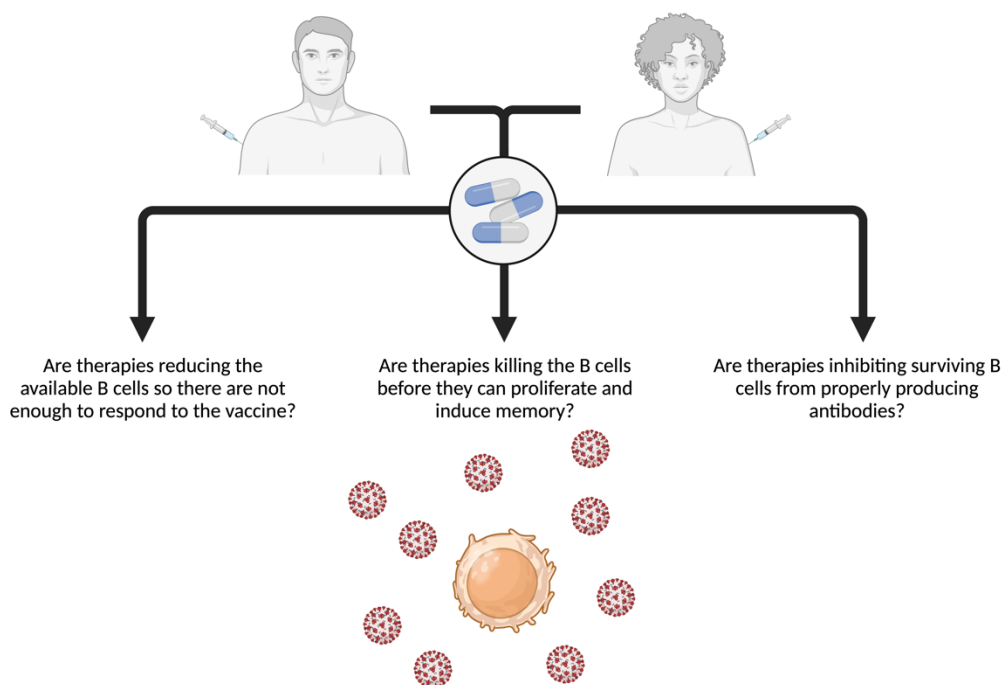 Are therapies reducing the
available B cells so there are not
enough to respond to the vaccine?
Are therapies killing the B cells
before they can proliferate and
induce memory?
Are therapies inhibiting surviving B
cells from properly producing
antibodies?